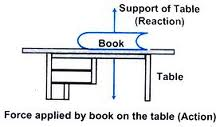 Support of Table
(Reaction)
Book
Table
Force applied by book on the table (Action)